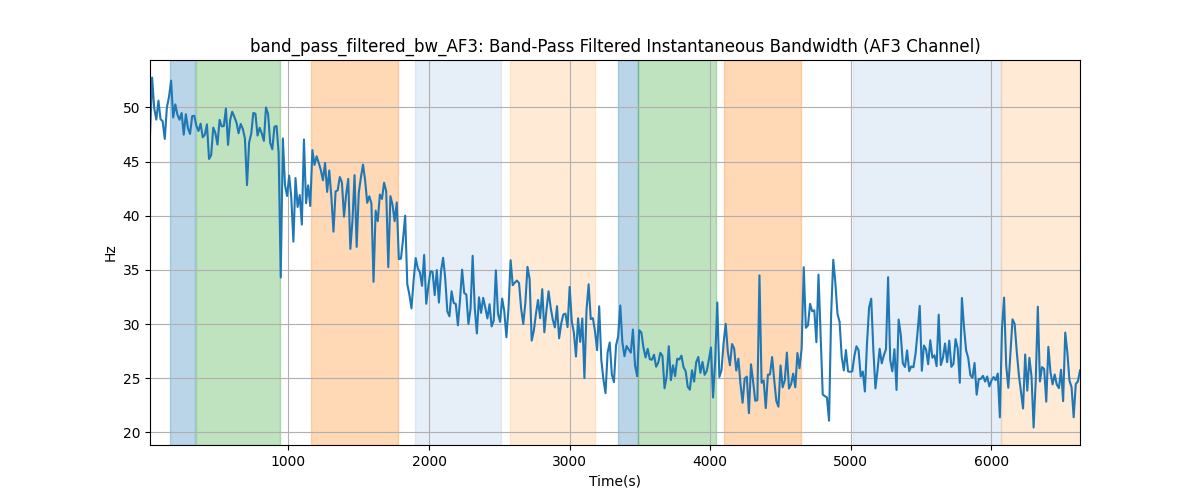 band_pass_filtered_bw_AF3: Band-Pass Filtered Instantaneous Bandwidth (AF3 Channel)
50
45
40
35
30
25
20
Hz
1000 2000 3000 4000 5000 6000
Time(s)